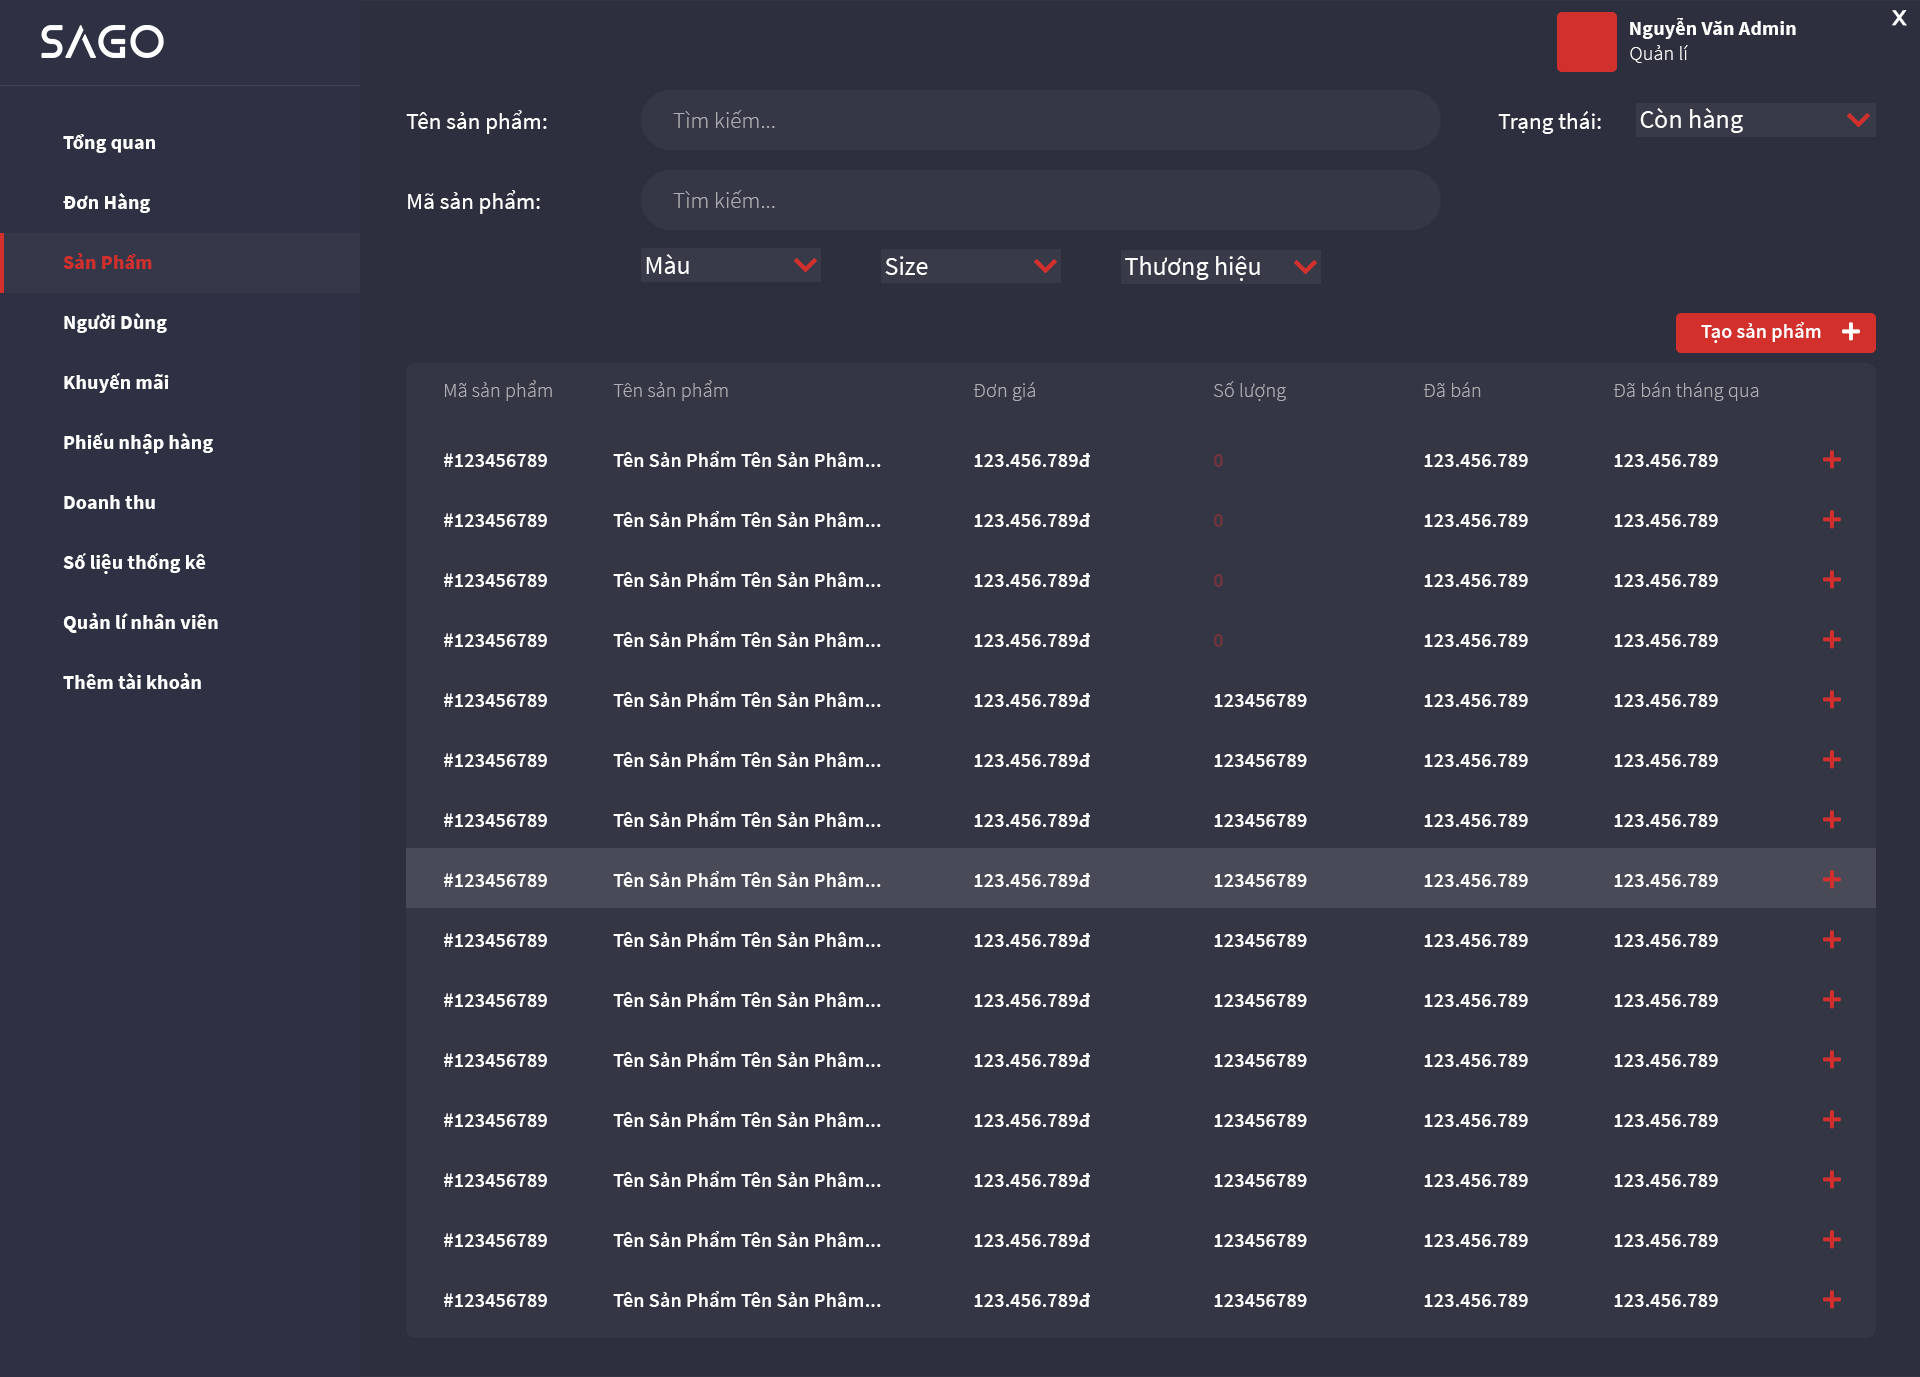 SAGO
Nguyễn Văn Admin
Quản lí
X
Tổng quan
Đơn Hàng
Sản Phẩm
Người Dùng
Khuyến mãi
Phiếu nhập hàng
Doanh thu
Số liệu thống kê
Quản lí nhân viên
Thêm tài khoản
Tên sản phẩm: Tìm kiếm... Trạng thái: Còn hàng
Mã sản phẩm: Tìm kiếm...
Màu Size Thương hiệu
Tạo sản phẩm
Mã sản phẩm Tên sản phẩm Đơn giá Số lượng Đã bán Đã bán tháng qua
#123456789 Tên Sản Phẩm Tên Sản Phâm... 123.456.789đ 0 123.456.789 123.456.789
#123456789 Tên Sản Phẩm Tên Sản Phâm... 123.456.789đ 0 123.456.789 123.456.789
#123456789 Tên Sản Phẩm Tên Sản Phâm... 123.456.789đ 0 123.456.789 123.456.789
#123456789 Tên Sản Phẩm Tên Sản Phâm... 123.456.789đ 0 123.456.789 123.456.789
#123456789 Tên Sản Phẩm Tên Sản Phâm... 123.456.789đ 123456789 123.456.789 123.456.789
#123456789 Tên Sản Phẩm Tên Sản Phâm... 123.456.789đ 123456789 123.456.789 123.456.789
#123456789 Tên Sản Phẩm Tên Sản Phâm... 123.456.789đ 123456789 123.456.789 123.456.789
#123456789 Tên Sản Phẩm Tên Sản Phâm... 123.456.789đ 123456789 123.456.789 123.456.789
#123456789 Tên Sản Phẩm Tên Sản Phâm... 123.456.789đ 123456789 123.456.789 123.456.789
#123456789 Tên Sản Phẩm Tên Sản Phâm... 123.456.789đ 123456789 123.456.789 123.456.789
#123456789 Tên Sản Phẩm Tên Sản Phâm... 123.456.789đ 123456789 123.456.789 123.456.789
#123456789 Tên Sản Phẩm Tên Sản Phâm... 123.456.789đ 123456789 123.456.789 123.456.789
#123456789 Tên Sản Phẩm Tên Sản Phâm... 123.456.789đ 123456789 123.456.789 123.456.789
#123456789 Tên Sản Phẩm Tên Sản Phâm... 123.456.789đ 123456789 123.456.789 123.456.789
#123456789 Tên Sản Phẩm Tên Sản Phâm... 123.456.789đ 123456789 123.456.789 123.456.789